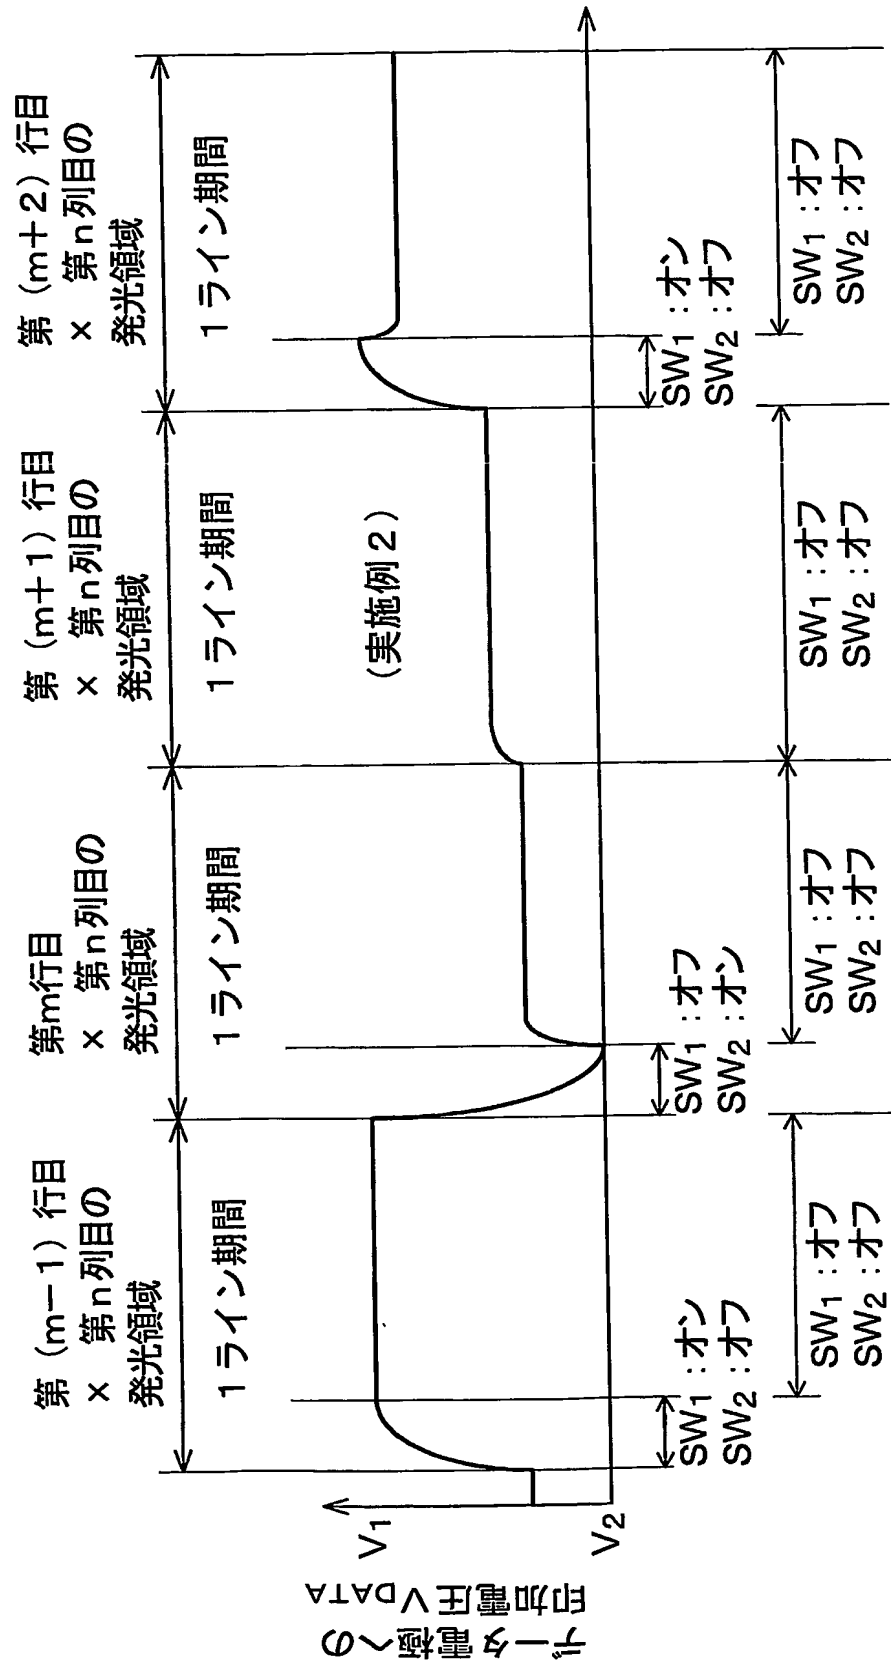 第(m-1)行目
× 第n列目の
発光領域
第m行目
× 第n列目の
発光領域
第(m+1)行目
× 第n列目の
発光領域
第(m+2)行目
× 第n列目の
発光領域
1ライン期間
1ライン期間
1ライン期間
1ライン期間
(実施例2)
データ電極への
印加電圧VDATA
V1
V2
SW1:オン
SW2:オフ
SW1:オフ
SW2:オン
SW1:オン
SW2:オフ
SW1:オフ
SW2:オフ
SW1:オフ
SW2:オフ
SW1:オフ
SW2:オフ
SW1:オフ
SW2:オフ